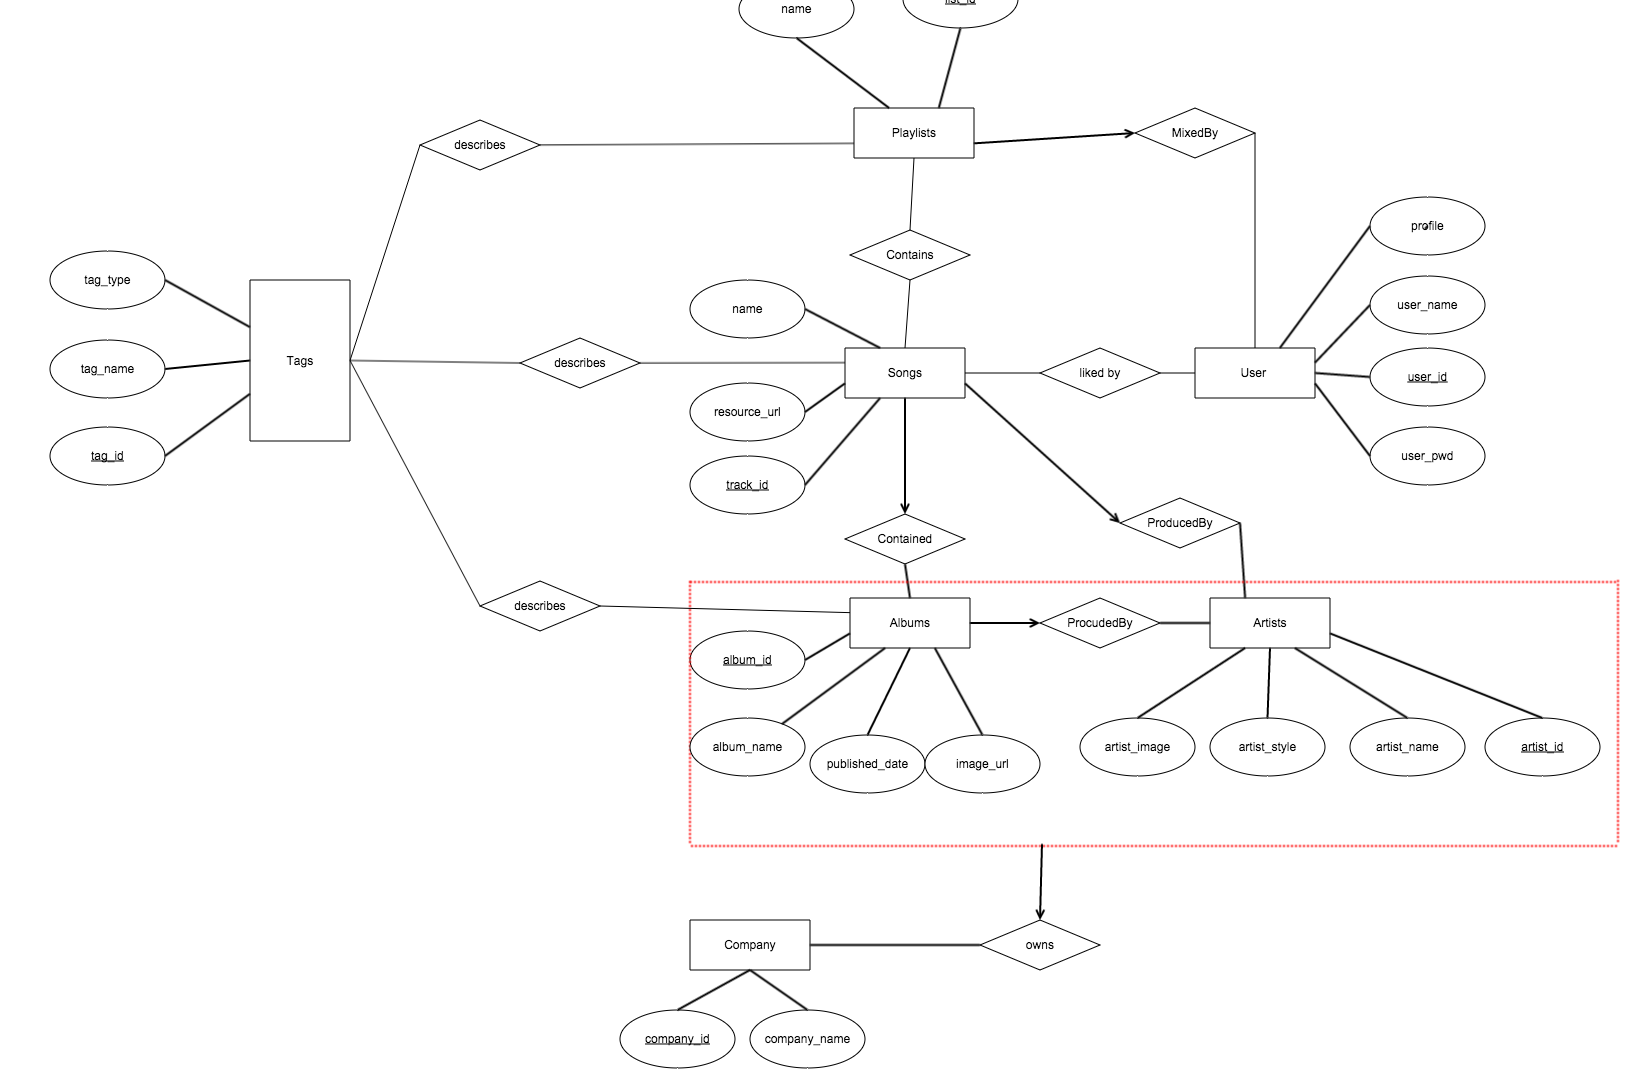 name
list_id
Playlists
MixedBy
describes
profile
Contains
tag_type
name
user_name
Tags
describes
Songs
liked by
User
tag_name
user_id
resource_url
tag_id
user_pwd
track_id
ProducedBy
Contained
describes
Albums
ProcudedBy
Artists
album_id
album_name
published_date
image_url
artist_image
artist_style
artist_name
artist_id
Company
owns
company_id
company_name